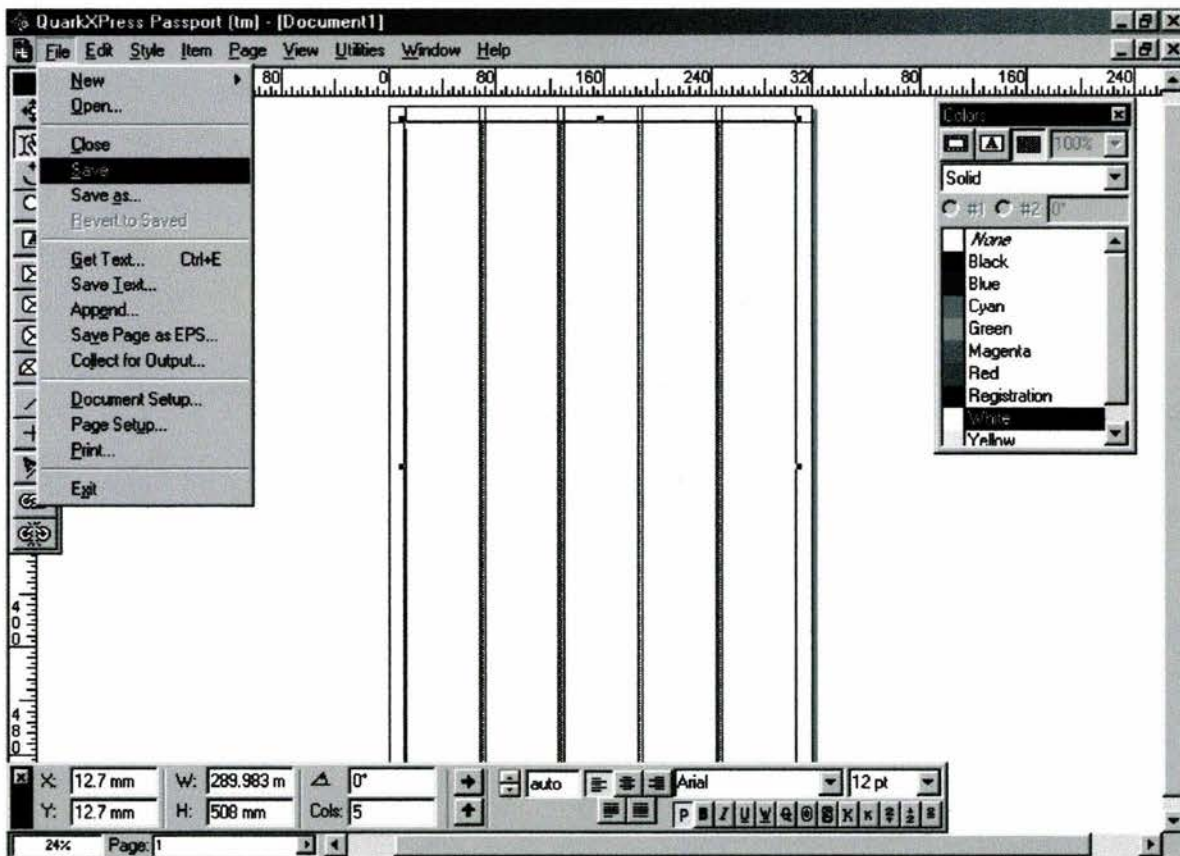 QuarkXPress Passport (tm) - [Document1]
File Edit Style Item Page View Utilities Window Help
80 0 80 160 240 320 80 160 240
New
Open...
Close
Save
Save as...
Revert to Saved
Get Text... Ctrl+E
Save Text...
Append...
Save Page as EPS...
Collect for Output...
Document Setup...
Page Setup...
Print...
Exit
Colors
100%
Solid
#1 #2 0°
None
Black
Blue
Cyan
Green
Magenta
Red
Registration
White
Yellow
400
480
X: 12.7 mm W: 289.983 m 0° auto Arial 12 pt
Y: 12.7 mm H: 508 mm Cols: 5 P B I U W
24% Page: 1